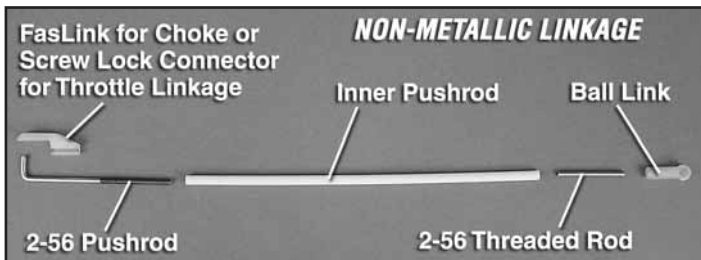 NON-METALLIC LINKAGE
FasLink for Choke or
Screw Lock Connector
for Throttle Linkage
Inner Pushrod
Ball Link
2-56 Pushrod
2-56 Threaded Rod